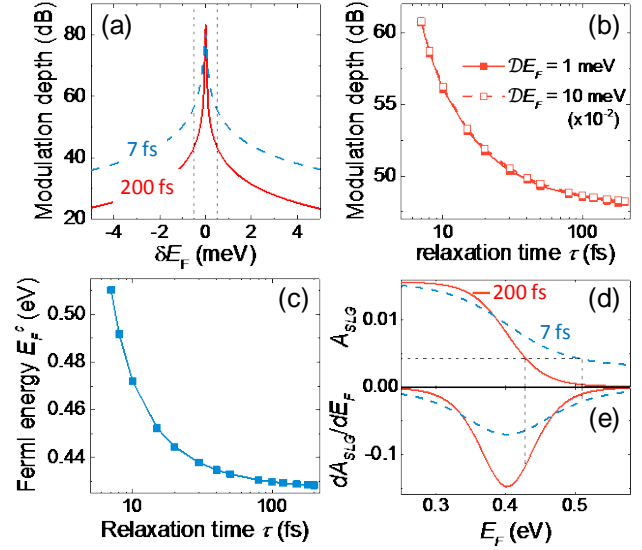 (a)
Modulation depth (dB)
80
60
40
20
7 fs
200 fs
-4 -2 0 2 4
δE_F (meV)
(b)
Modulation depth (dB)
60
56
52
48
𝒟E_F = 1 meV
𝒟E_F = 10 meV
(x10⁻²)
10 100
relaxation time τ (fs)
(c)
Fermi energy E_F^c (eV)
0.50
0.48
0.46
0.44
10 100
Relaxation time τ (fs)
(d)
A_SLG
0.01
0.00
200 fs
7 fs
(e)
dA_SLG/dE_F
-0.1
0.3 0.4 0.5
E_F (eV)